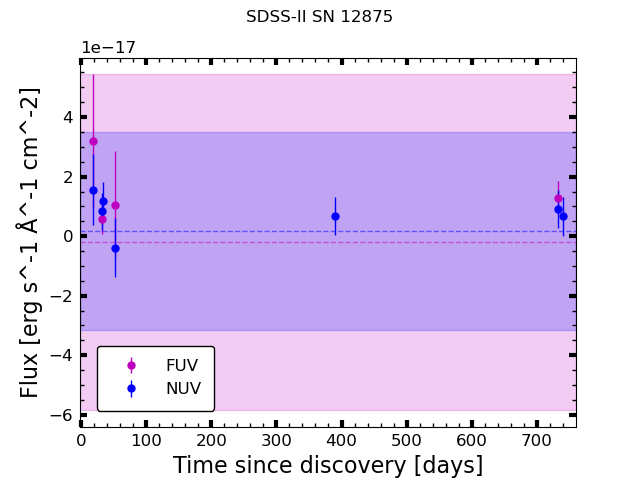 SDSS-II SN 12875
1e−17
Flux [erg s^-1 Å^-1 cm^-2]
4
2
0
−2
−4
−6
FUV
NUV
0 100 200 300 400 500 600 700
Time since discovery [days]